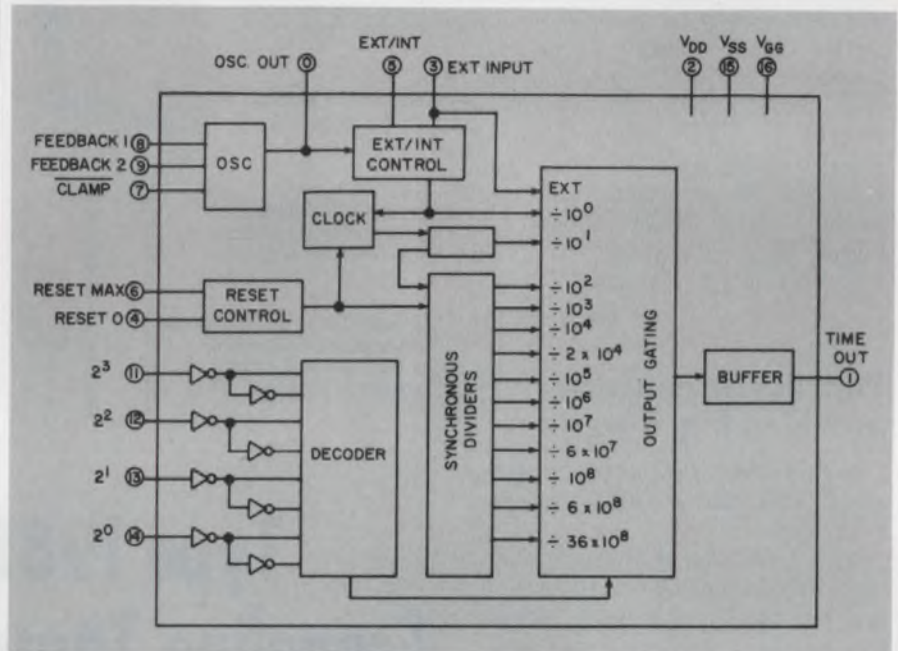 EXT/INT
VDD VSS VGG
OSC. OUT ⓪ ⑤ ③ EXT INPUT ② ⑮ ⑯
FEEDBACK 1 ⑧
FEEDBACK 2 ⑨
CLAMP ⑦
OSC
EXT/INT
CONTROL
CLOCK
RESET MAX ⑥
RESET 0 ④
RESET
CONTROL
2³ ⑪
2² ⑫
2¹ ⑬
2⁰ ⑭
DECODER
SYNCHRONOUS
DIVIDERS
EXT
÷ 10⁰
÷ 10¹
÷ 10²
÷ 10³
÷ 10⁴
÷ 2 x 10⁴
÷ 10⁵
÷ 10⁶
÷ 10⁷
÷ 6 x 10⁷
÷ 10⁸
÷ 6 x 10⁸
÷ 36 x 10⁸
OUTPUT GATING
BUFFER
TIME
OUT
①